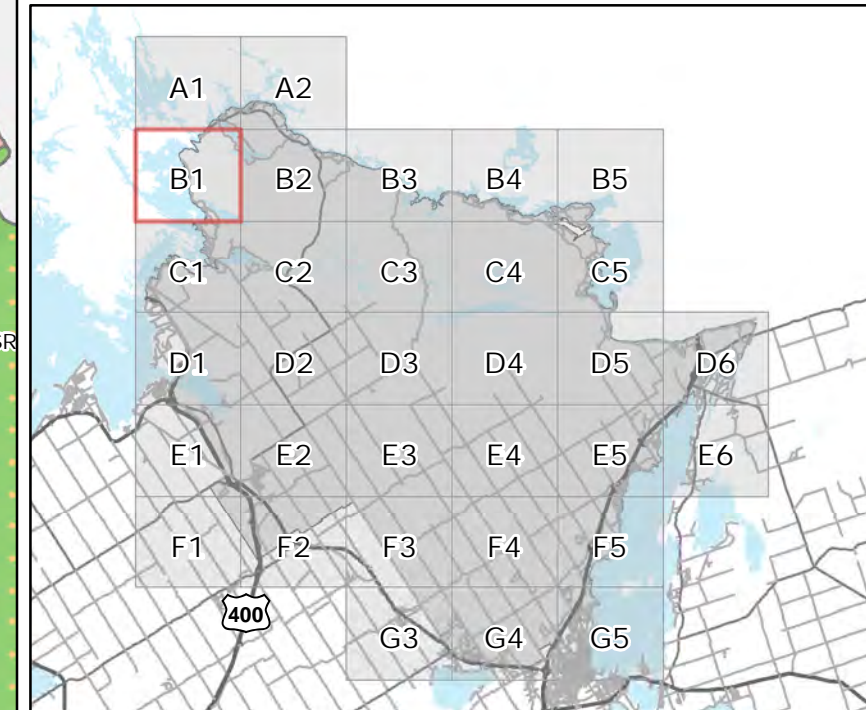 A1 A2
B1 B2 B3 B4 B5
C1 C2 C3 C4 C5
SR
D1 D2 D3 D4 D5 D6
E1 E2 E3 E4 E5 E6
F1 F2 F3 F4 F5
400
G3 G4 G5